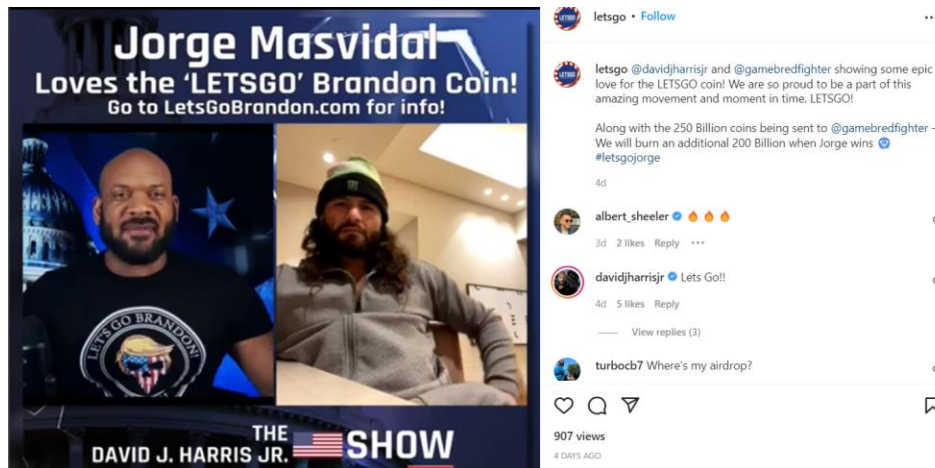 Jorge Masvidal
Loves the 'LETSGO' Brandon Coin!
Go to LetsGoBrandon.com for info!
LET'S GO BRANDON!
THE
DAVID J. HARRIS JR. SHOW
letsgo • Follow
letsgo @davidjharrisjr and @gamebredfighter showing some epic
love for the LETSGO coin! We are so proud to be a part of this
amazing movement and moment in time. LETSGO!
Along with the 250 Billion coins being sent to @gamebredfighter -
We will burn an additional 200 Billion when Jorge wins
#letsgojorge
4d
albert_sheeler 🔥 🔥 🔥
3d 2 likes Reply •••
davidjharrisjr Lets Go!!
4d 5 likes Reply
View replies (3)
turbocb7 Where's my airdrop?
907 views
4 DAYS AGO